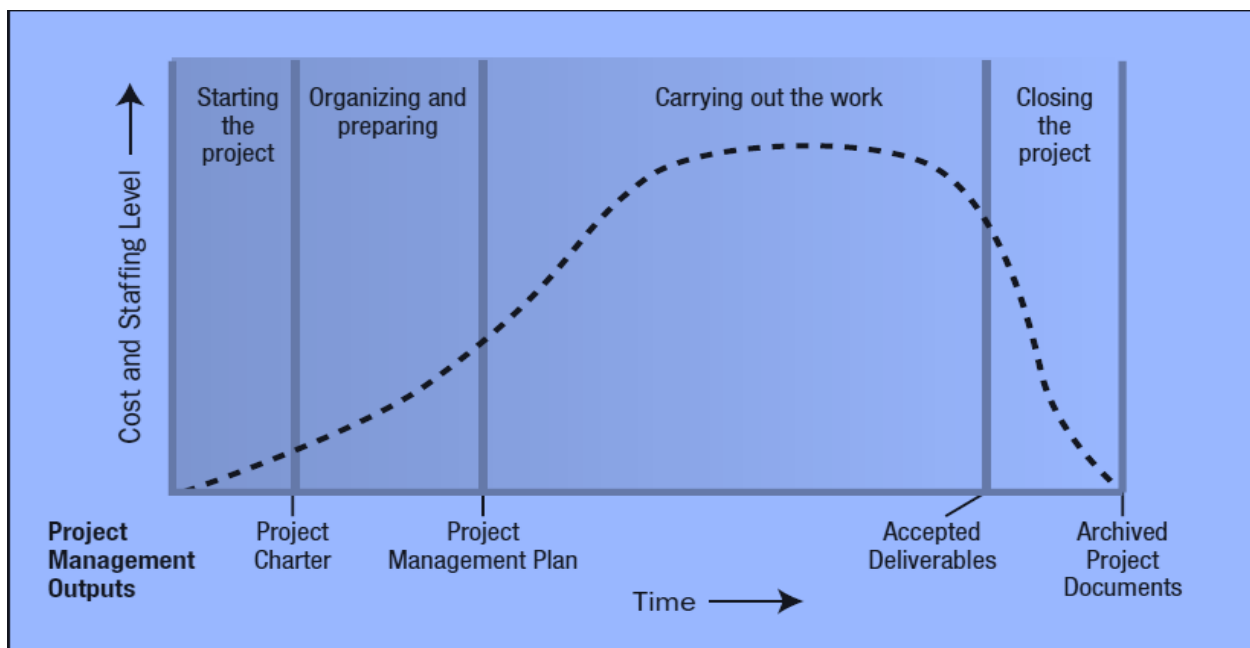 Starting
the
project
Organizing and
preparing
Carrying out the work
Closing
the
project
Cost and Staffing Level
Project
Management
Outputs
Project
Charter
Project
Management Plan
Accepted
Deliverables
Archived
Project
Documents
Time